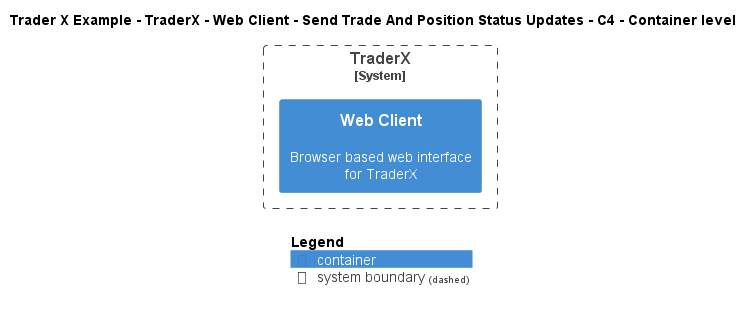 Trader X Example - TraderX - Web Client - Send Trade And Position Status Updates - C4 - Container level
TraderX
[System]
Web Client
Browser based web interface
for TraderX
Legend
container
system boundary (dashed)